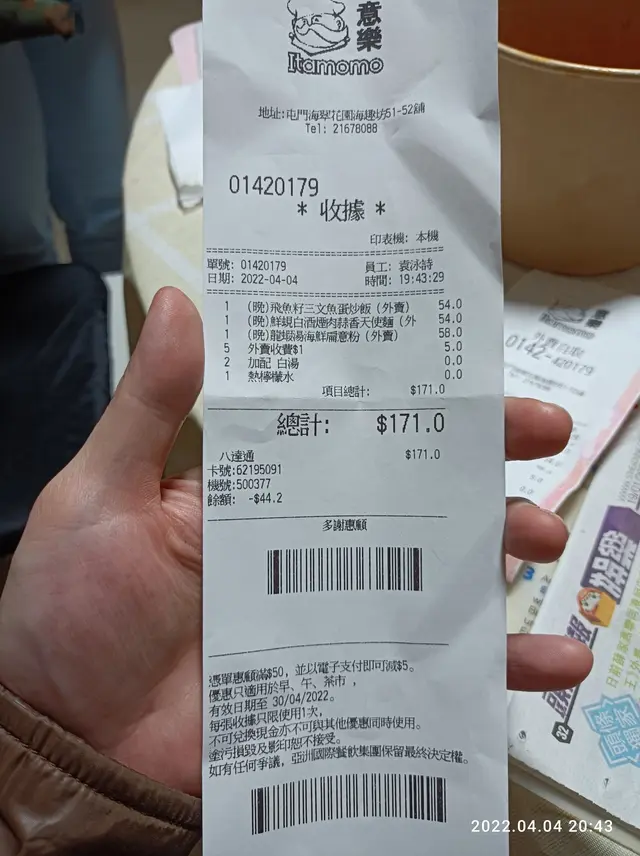 意樂
Itamomo
地址:屯門海翠花園海趣坊51-52舖
Tel: 21678088
01420179
* 收據 *
印表機: 本機
單號: 01420179 員工: 袁泳詩
日期: 2022-04-04 時間: 19:43:29
1 (晚)飛魚籽三文魚蛋炒飯 (外賣) 54.0
1 (晚)鮮蜆白酒煙肉蒜香天使麵 (外 54.0
1 (晚)龍蝦湯海鮮扁意粉 (外賣) 58.0
5 外賣收費$1 5.0
2 加配 白湯 0.0
1 熱檸檬水 0.0
項目總計: $171.0
總計: $171.0
八達通 $171.0
卡號:62195091
機號:500377
餘額: -$44.2
多謝惠顧
憑單惠顧滿$50, 並以電子支付即可減$5。
優惠只適用於早、午、茶市 ,
有效日期至 30/04/2022。
每張收據只限使用1次,
不可兌換現金亦不可與其他優惠同時使用。
塗污損毀及影印恕不接受。
如有任何爭議, 亞洲國際餐飲集團保留最終決定權。
意樂
Itamomo
外賣
0142
420179
2022.04.04 20:43